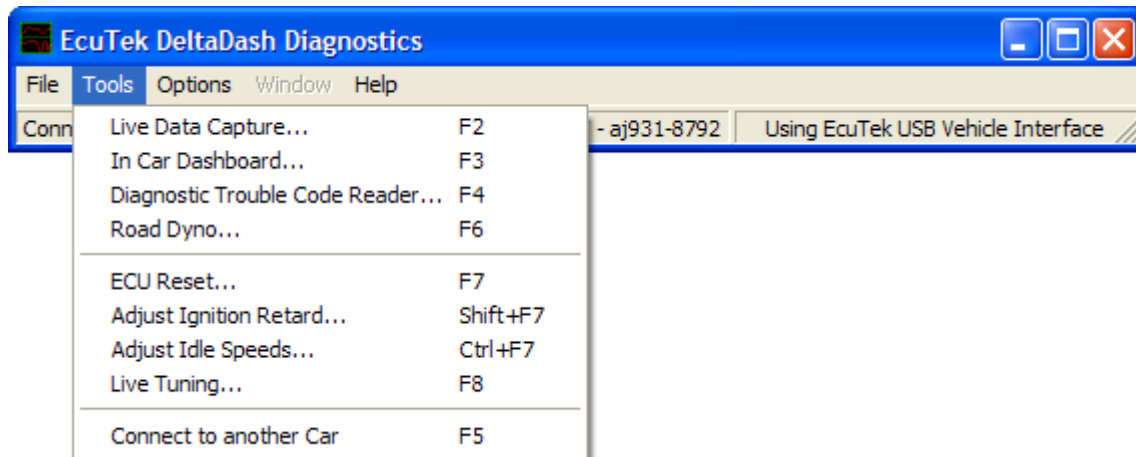 EcuTek DeltaDash Diagnostics
File Tools Options Window Help
Conn - aj931-8792 Using EcuTek USB Vehicle Interface
Live Data Capture... F2
In Car Dashboard... F3
Diagnostic Trouble Code Reader... F4
Road Dyno... F6
ECU Reset... F7
Adjust Ignition Retard... Shift+F7
Adjust Idle Speeds... Ctrl+F7
Live Tuning... F8
Connect to another Car F5